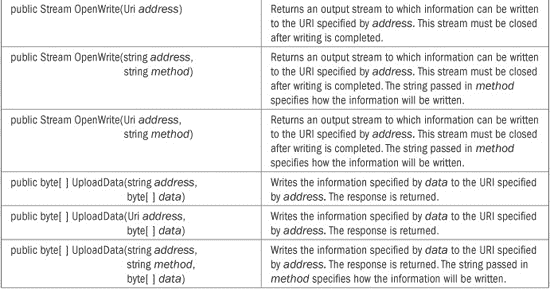 public Stream OpenWrite(Uri address)
Returns an output stream to which information can be written
to the URI specified by address. This stream must be closed
after writing is completed.
public Stream OpenWrite(string address,
string method)
Returns an output stream to which information can be written
to the URI specified by address. This stream must be closed
after writing is completed. The string passed in method
specifies how the information will be written.
public Stream OpenWrite(Uri address,
string method)
Returns an output stream to which information can be written
to the URI specified by address. This stream must be closed
after writing is completed. The string passed in method
specifies how the information will be written.
public byte[ ] UploadData(string address,
byte[ ] data)
Writes the information specified by data to the URI specified
by address. The response is returned.
public byte[ ] UploadData(Uri address,
byte[ ] data)
Writes the information specified by data to the URI specified
by address. The response is returned.
public byte[ ] UploadData(string address,
string method,
byte[ ] data)
Writes the information specified by data to the URI specified
by address. The response is returned. The string passed in
method specifies how the information will be written.